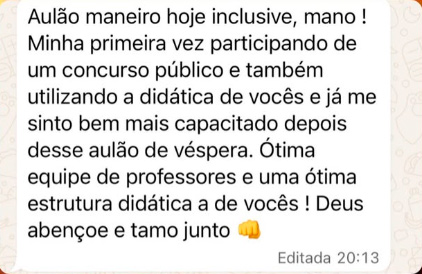 Aulão maneiro hoje inclusive, mano !
Minha primeira vez participando de
um concurso público e também
utilizando a didática de vocês e já me
sinto bem mais capacitado depois
desse aulão de véspera. Ótima
equipe de professores e uma ótima
estrutura didática a de vocês ! Deus
abençoe e tamo junto 👊
Editada 20:13